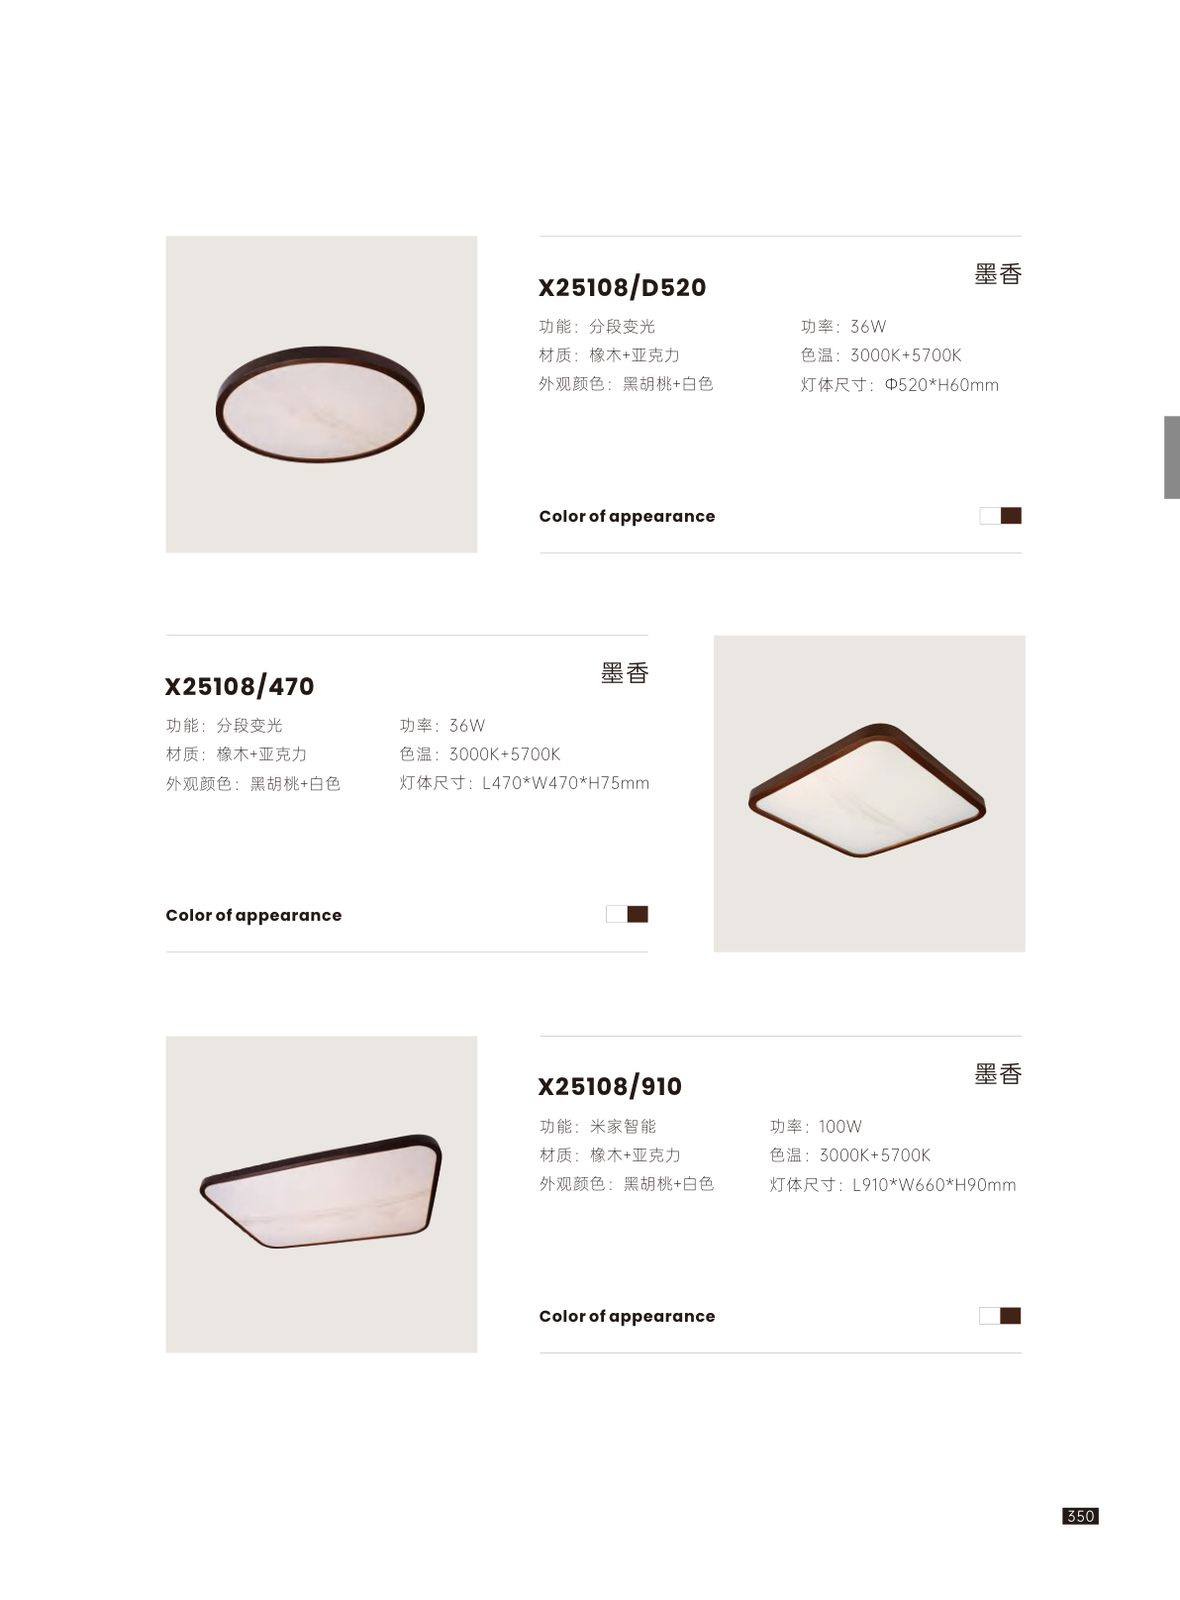 墨香
X25108/D520
功能：分段变光 功率：36W
材质：橡木+亚克力 色温：3000K+5700K
外观颜色：黑胡桃+白色 灯体尺寸：Φ520*H60mm
Color of appearance
墨香
X25108/470
功能：分段变光 功率：36W
材质：橡木+亚克力 色温：3000K+5700K
外观颜色：黑胡桃+白色 灯体尺寸：L470*W470*H75mm
Color of appearance
墨香
X25108/910
功能：米家智能 功率：100W
材质：橡木+亚克力 色温：3000K+5700K
外观颜色：黑胡桃+白色 灯体尺寸：L910*W660*H90mm
Color of appearance
350